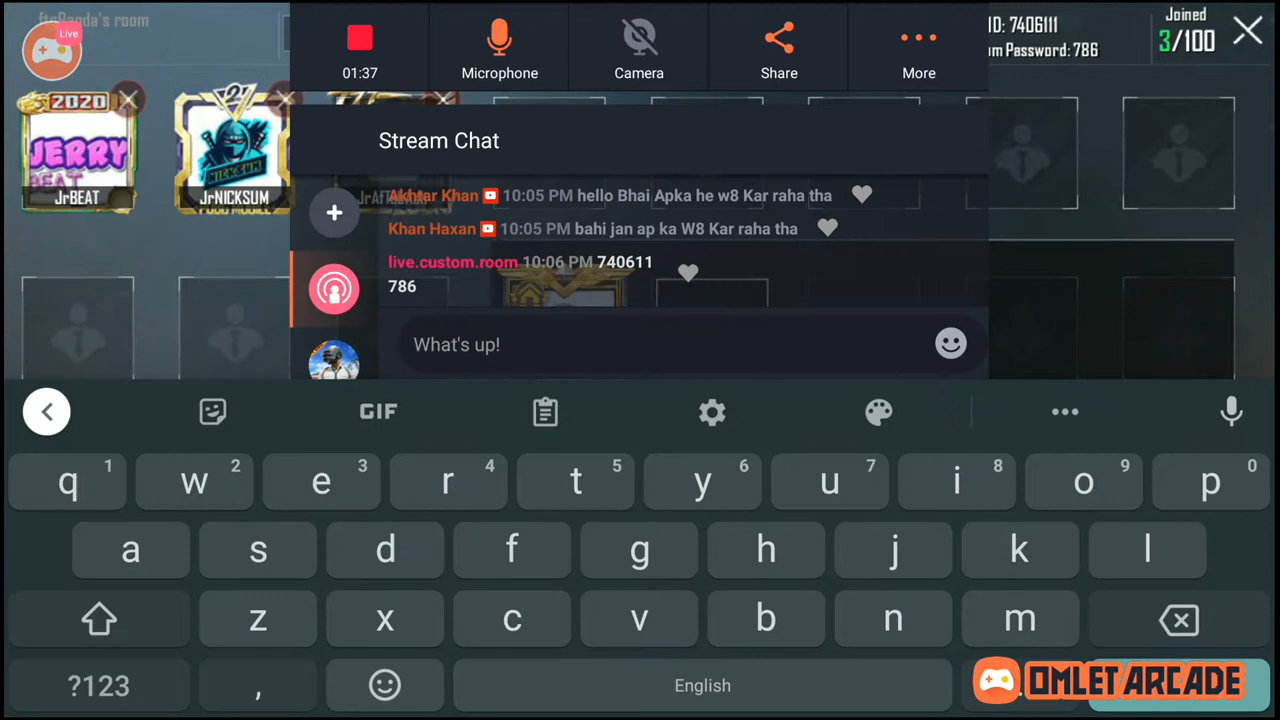 ftoPanda's room
Live
01:37
Microphone
Camera
Share
More
ID: 7406111
m Password: 786
Joined
3/100
2020
JERRY
BEAT
JrBEAT
NICKSUM
JrNICKSUM
Stream Chat
Akhtar Khan 10:05 PM hello Bhai Apka he w8 Kar raha tha
Khan Haxan 10:05 PM bahi jan ap ka W8 Kar raha tha
live.custom.room 10:06 PM 740611
786
What's up!
GIF
q 1 w 2 e 3 r 4 t 5 y 6 u 7 i 8 o 9 p 0
a s d f g h j k l
z x c v b n m
?123 , English
OMLET ARCADE